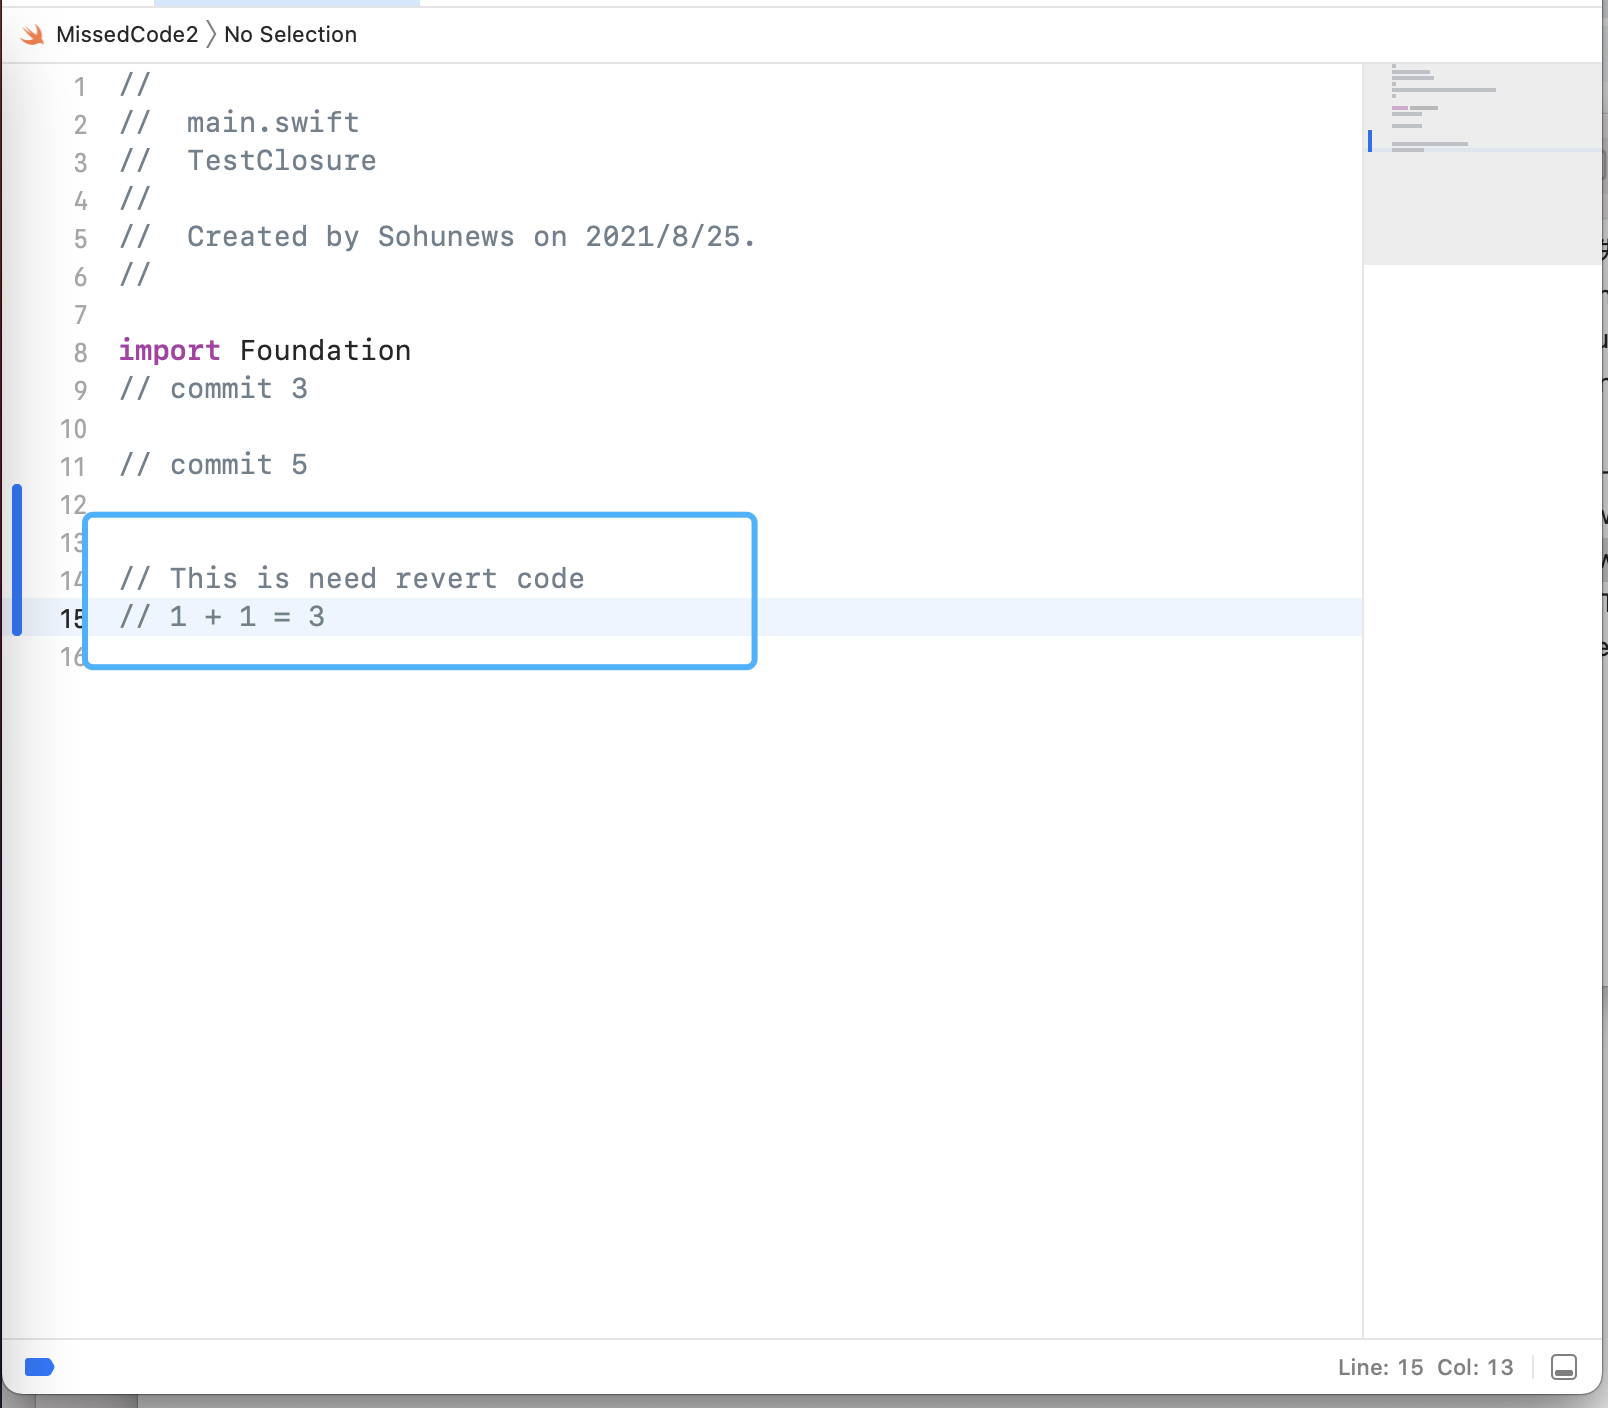 MissedCode2 〉 No Selection
1 //
2 // main.swift
3 // TestClosure
4 //
5 // Created by Sohunews on 2021/8/25.
6 //
7
8 import Foundation
9 // commit 3
10
11 // commit 5
12
13
14 // This is need revert code
15 // 1 + 1 = 3
16
Line: 15 Col: 13